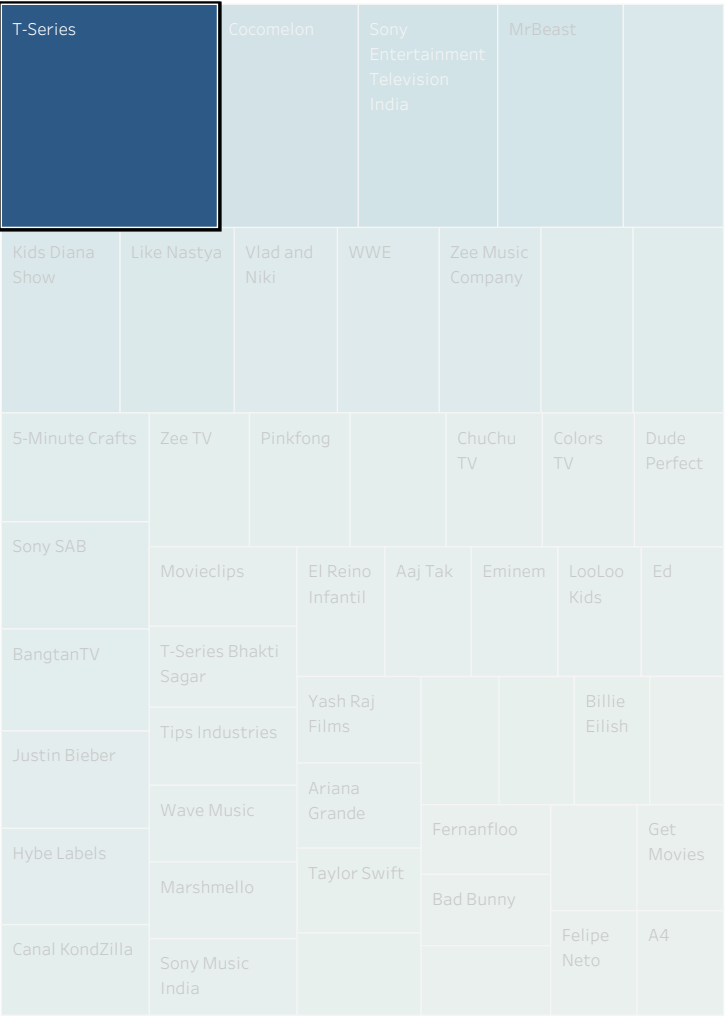 T-Series
Cocomelon
Sony
Entertainment
Television
India
MrBeast
Kids Diana
Show
Like Nastya
Vlad and
Niki
WWE
Zee Music
Company
5-Minute Crafts
Zee TV
Pinkfong
ChuChu
TV
Colors
TV
Dude
Perfect
Sony SAB
Movieclips
El Reino
Infantil
Aaj Tak
Eminem
LooLoo
Kids
Ed
BangtanTV
T-Series Bhakti
Sagar
Yash Raj
Films
Billie
Eilish
Tips Industries
Justin Bieber
Ariana
Grande
Wave Music
Fernanfloo
Get
Movies
Hybe Labels
Taylor Swift
Marshmello
Bad Bunny
Felipe
Neto
A4
Canal KondZilla
Sony Music
India